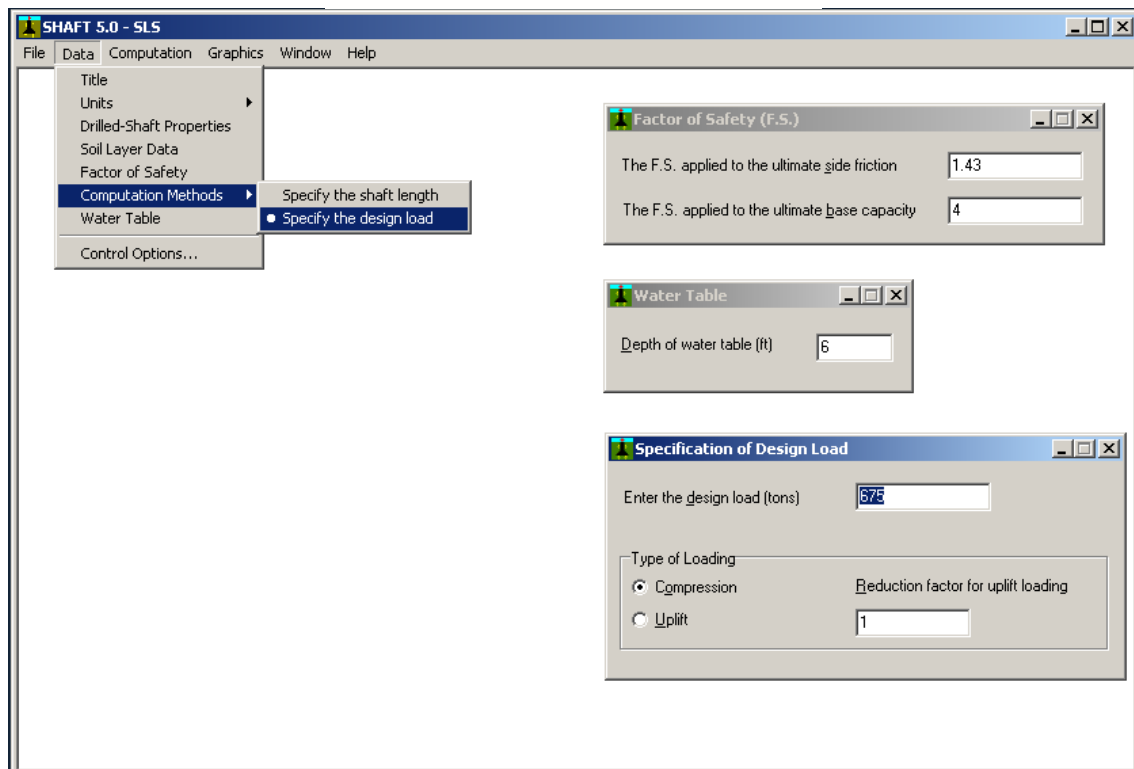 SHAFT 5.0 - SLS
File Data Computation Graphics Window Help
Title
Units
Drilled-Shaft Properties
Soil Layer Data
Factor of Safety
Computation Methods
Water Table
Control Options...
Specify the shaft length
Specify the design load
Factor of Safety (F.S.)
The F.S. applied to the ultimate side friction 1.43
The F.S. applied to the ultimate base capacity 4
Water Table
Depth of water table (ft) 6
Specification of Design Load
Enter the design load (tons) 675
Type of Loading
Compression Reduction factor for uplift loading
Uplift 1